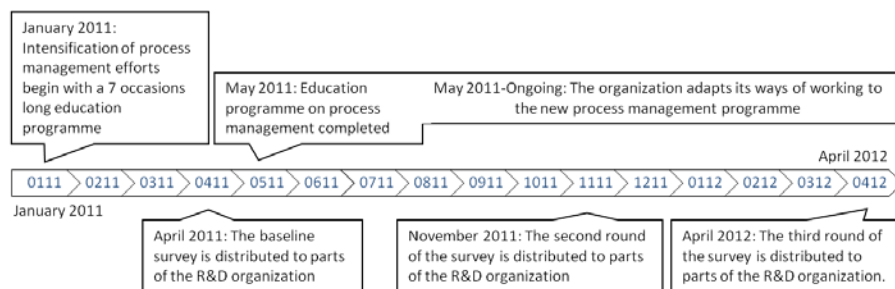 January 2011:
Intensification of process
management efforts
begin with a 7 occasions
long education
programme
May 2011: Education
programme on process
management completed
May 2011-Ongoing: The organization adapts its ways of working to
the new process management programme
April 2012
0111 0211 0311 0411 0511 0611 0711 0811 0911 1011 1111 1211 0112 0212 0312 0412
January 2011
April 2011: The baseline
survey is distributed to parts
of the R&D organization
November 2011: The second round
of the survey is distributed to parts
of the R&D organization
April 2012: The third round of
the survey is distributed to
parts of the R&D organization.